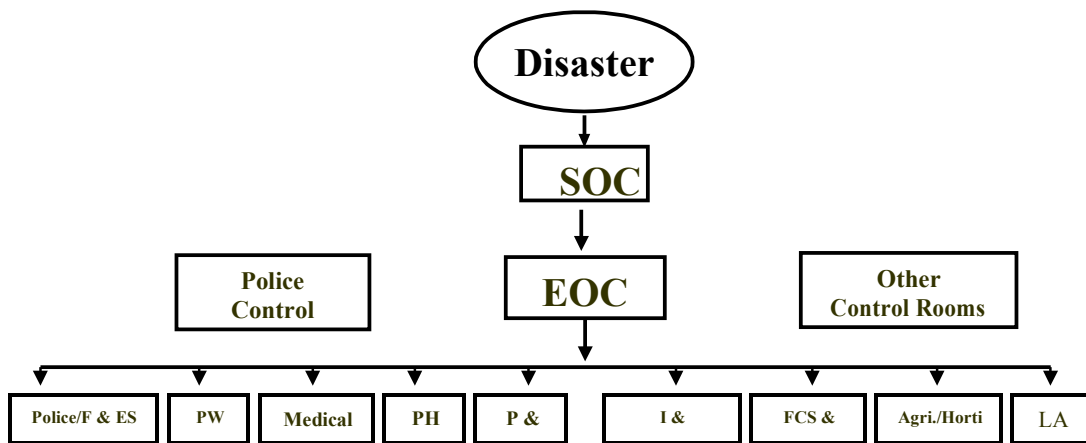 Disaster
SOC
Police
Control
EOC
Other
Control Rooms
Police/F & ES
PW
Medical
PH
P &
I &
FCS &
Agri./Horti
LA